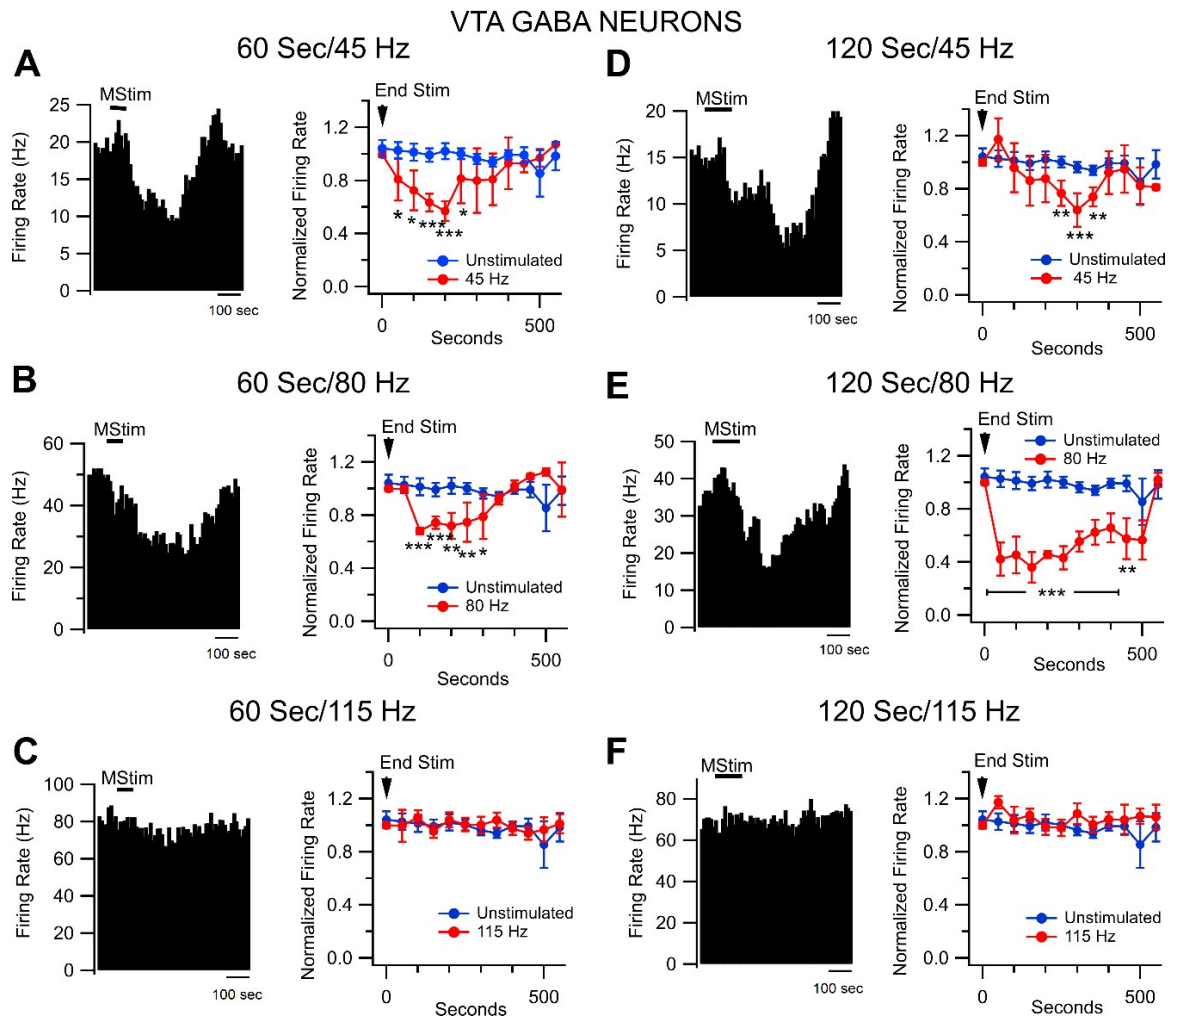 VTA GABA NEURONS
A
60 Sec/45 Hz
MStim
Firing Rate (Hz)
25
20
15
10
5
0
100 sec
End Stim
Normalized Firing Rate
1.2
0.8
0.4
0.0
*
*
***
***
*
Unstimulated
45 Hz
0
500
Seconds
D
120 Sec/45 Hz
MStim
Firing Rate (Hz)
20
15
10
5
0
100 sec
End Stim
Normalized Firing Rate
1.2
0.8
0.4
0.0
**
***
**
Unstimulated
45 Hz
0
500
Seconds
B
60 Sec/80 Hz
MStim
Firing Rate (Hz)
60
40
20
0
100 sec
End Stim
Normalized Firing Rate
1.2
0.8
0.4
0.0
***
***
**
**
*
Unstimulated
80 Hz
0
500
Seconds
E
120 Sec/80 Hz
MStim
Firing Rate (Hz)
50
40
30
20
10
0
100 sec
End Stim
Unstimulated
80 Hz
Normalized Firing Rate
1.2
0.8
0.4
0.0
***
**
0
500
Seconds
C
60 Sec/115 Hz
MStim
Firing Rate (Hz)
100
80
60
40
20
0
100 sec
End Stim
Normalized Firing Rate
1.2
0.8
0.4
0.0
Unstimulated
115 Hz
0
500
Seconds
F
120 Sec/115 Hz
MStim
Firing Rate (Hz)
80
60
40
20
0
100 sec
End Stim
Normalized Firing Rate
1.2
0.8
0.4
0.0
Unstimulated
115 Hz
0
500
Seconds